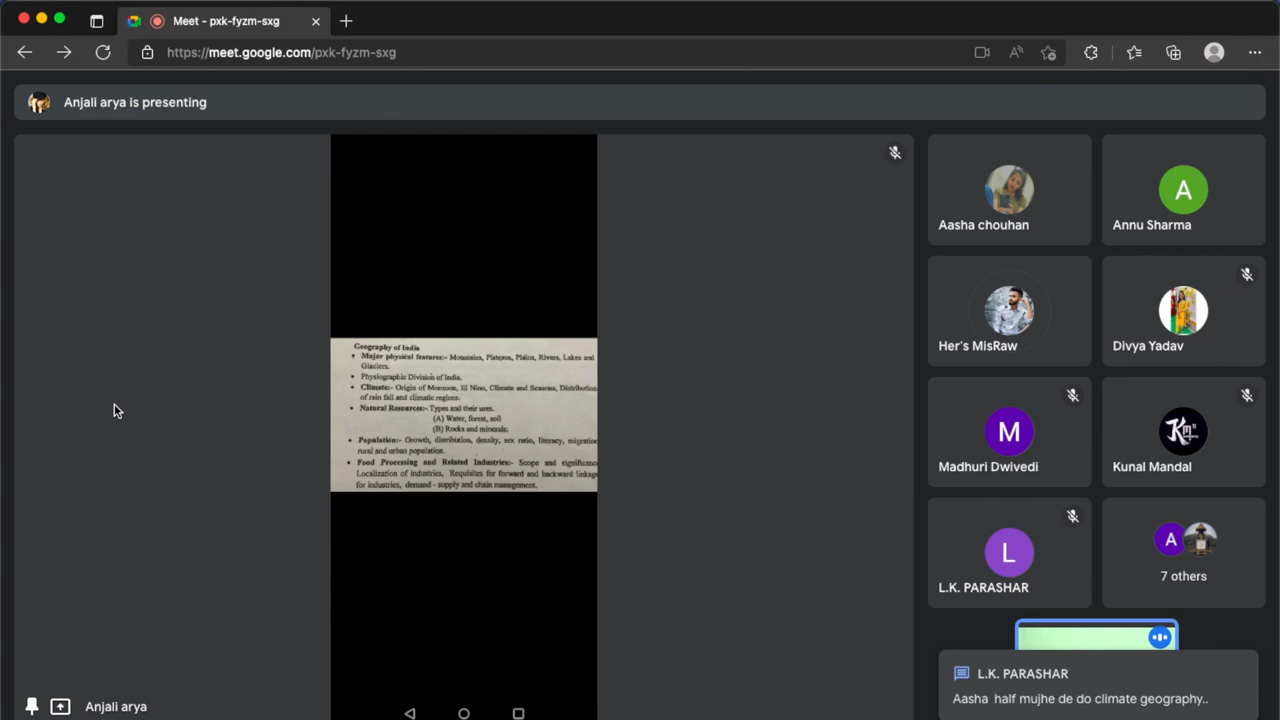 Meet - pxk-fyzm-sxg
https://meet.google.com/pxk-fyzm-sxg
Anjali arya is presenting
Geography of India
• Major physical features:- Mountains, Plateaus, Plains, Rivers, Lakes and
Glaciers.
• Physiographic Division of India.
• Climate:- Origin of Monsoon, El Nino, Climate and Seasons, Distribution
of rain fall and climatic regions.
• Natural Resources:- Types and their uses.
(A) Water, forest, soil
(B) Rocks and minerals:
• Population:- Growth, distribution, density, sex ratio, literacy, migration
rural and urban population.
• Food Processing and Related Industries:- Scope and significance
Localization of industries, Requisites for forward and backward linkage
for industries, demand - supply and chain management.
Anjali arya
Aasha chouhan
A
Annu Sharma
Her's MisRaw
Divya Yadav
M
Madhuri Dwivedi
Kunal Mandal
L
L.K. PARASHAR
A
7 others
L.K. PARASHAR
Aasha half mujhe de do climate geography..